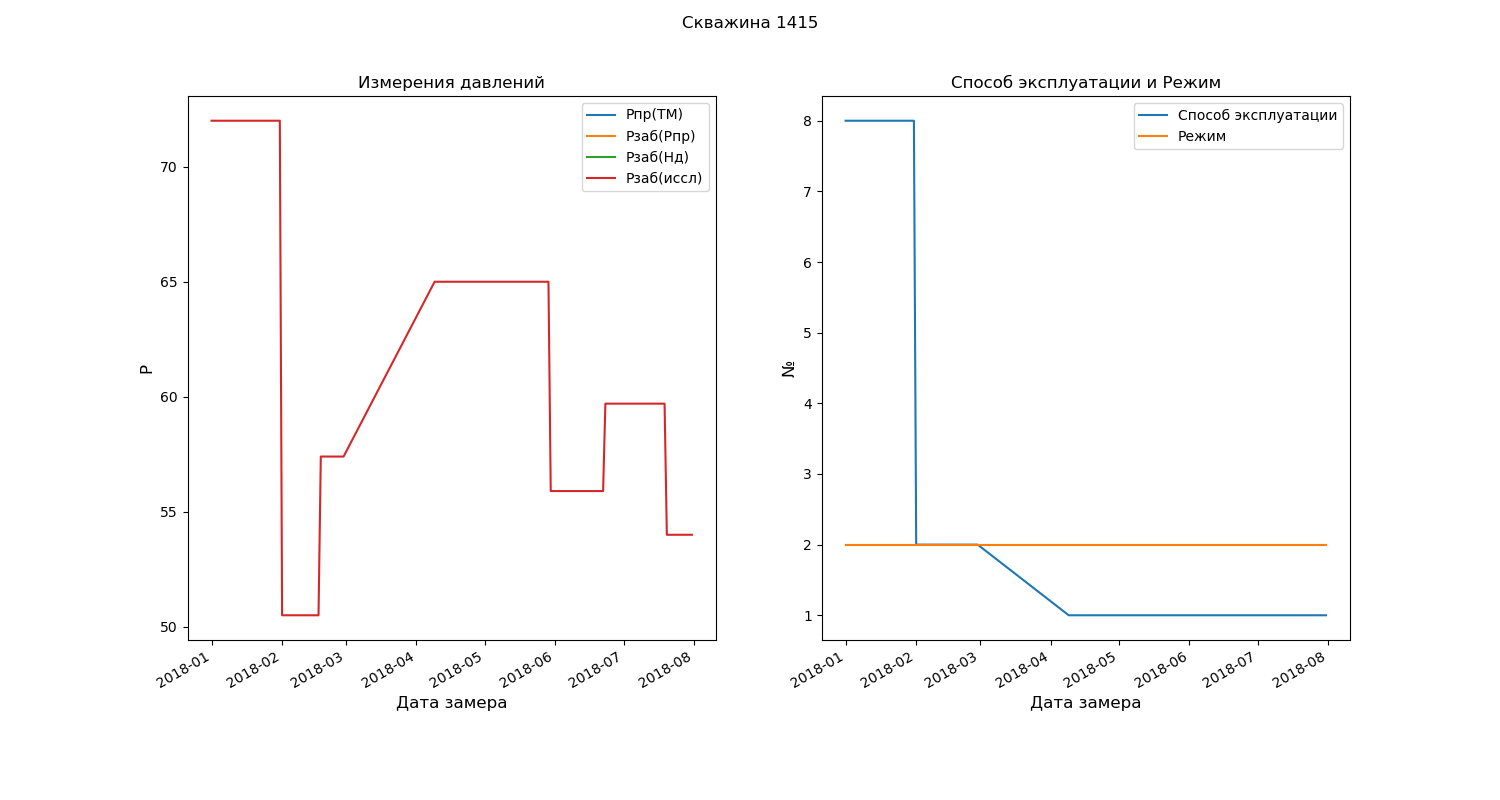 Скважина 1415
Измерения давлений
Рпр(ТМ)
Рзаб(Рпр)
Рзаб(Нд)
Рзаб(иссл)
70
65
60
55
50
P
2018-01
2018-02
2018-03
2018-04
2018-05
2018-06
2018-07
2018-08
Дата замера
Способ эксплуатации и Режим
Способ эксплуатации
Режим
8
7
6
5
4
3
2
1
№
2018-01
2018-02
2018-03
2018-04
2018-05
2018-06
2018-07
2018-08
Дата замера